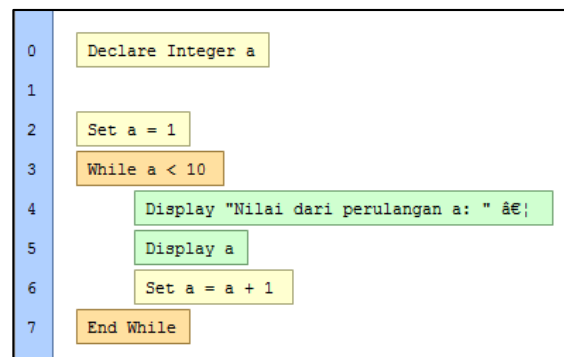 0 Declare Integer a
1
2 Set a = 1
3 While a < 10
4 Display "Nilai dari perulangan a: " â€¦
5 Display a
6 Set a = a + 1
7 End While